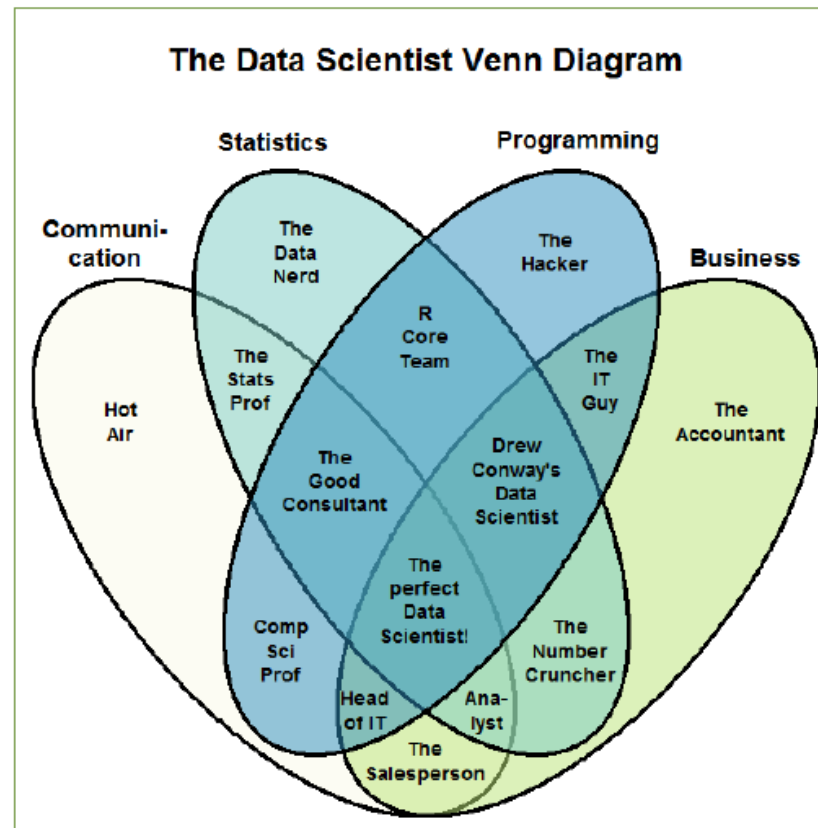 The Data Scientist Venn Diagram
Statistics
Programming
Communi-
cation
Business
The
Data
Nerd
The
Hacker
R
Core
Team
The
Stats
Prof
The
IT
Guy
Hot
Air
The
Accountant
The
Good
Consultant
Drew
Conway's
Data
Scientist
The
perfect
Data
Scientist!
Comp
Sci
Prof
The
Number
Cruncher
Head
of IT
Ana-
lyst
The
Salesperson